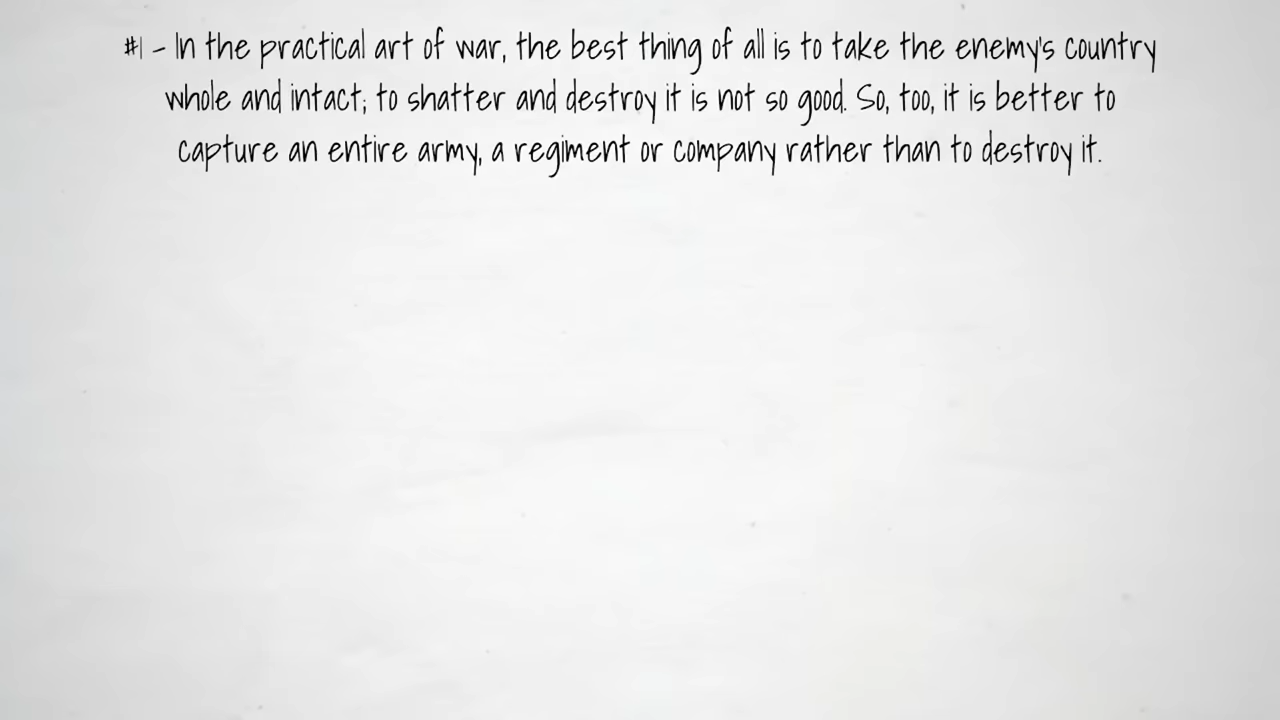 #1 - In the practical art of war, the best thing of all is to take the enemy's country
whole and intact; to shatter and destroy it is not so good. So, too, it is better to
capture an entire army, a regiment or company rather than to destroy it.